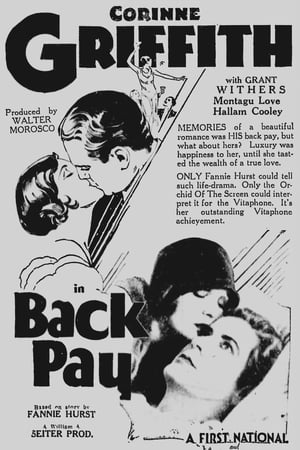 CORINNE
GRIFFITH
with GRANT
WITHERS
Montagu Love
Hallam Cooley
Produced by
WALTER
MOROSCO
MEMORIES of a beautiful
romance was HIS back pay, but
what about hers? Luxury was
happiness to her, until she tast-
ed the wealth of a true love.
ONLY Fannie Hurst could tell
such life-drama. Only the Or-
chid Of The Screen could inter-
pret it for the Vitaphone. It's
her outstanding Vitaphone
achievement.
in
Back
Pay
Based on story by
FANNIE HURST
A William A
SEITER PROD.
A FIRST NATIONAL